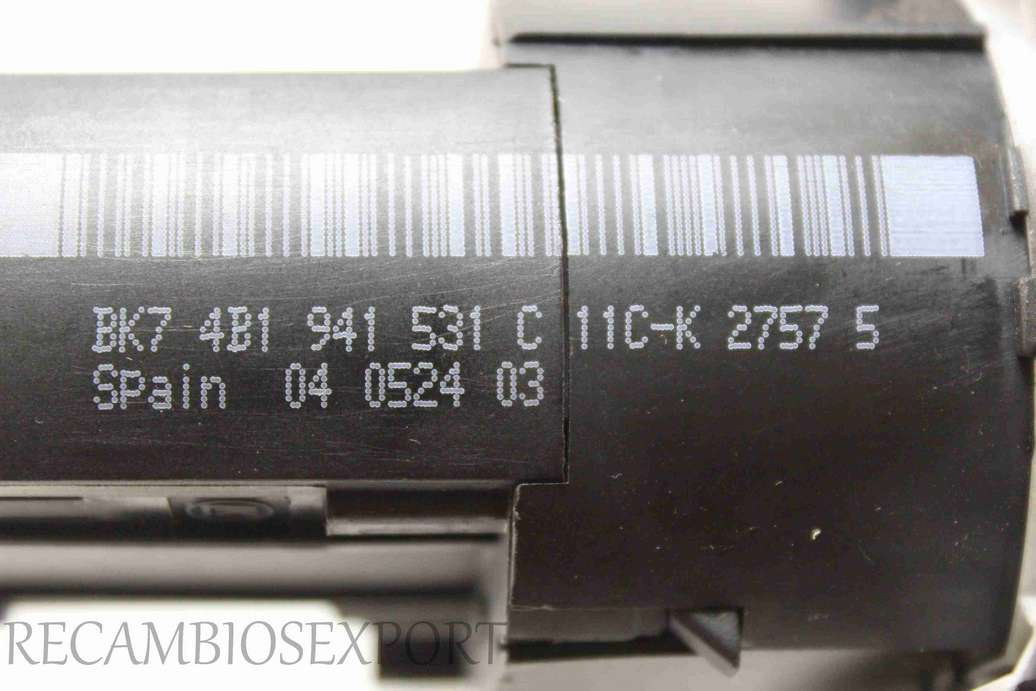 BK7 4B1 941 531 C 11C-K 2757 5
Spain 04 0524 03
RECAMBIOSEXPORT